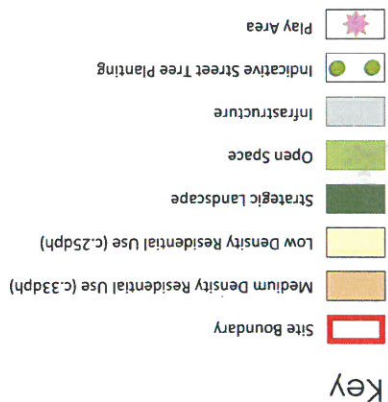 Key
Site Boundary
Medium Density Residential Use (c.33dph)
Low Density Residential Use (c.25dph)
Strategic Landscape
Open Space
Infrastructure
Indicative Street Tree Planting
Play Area